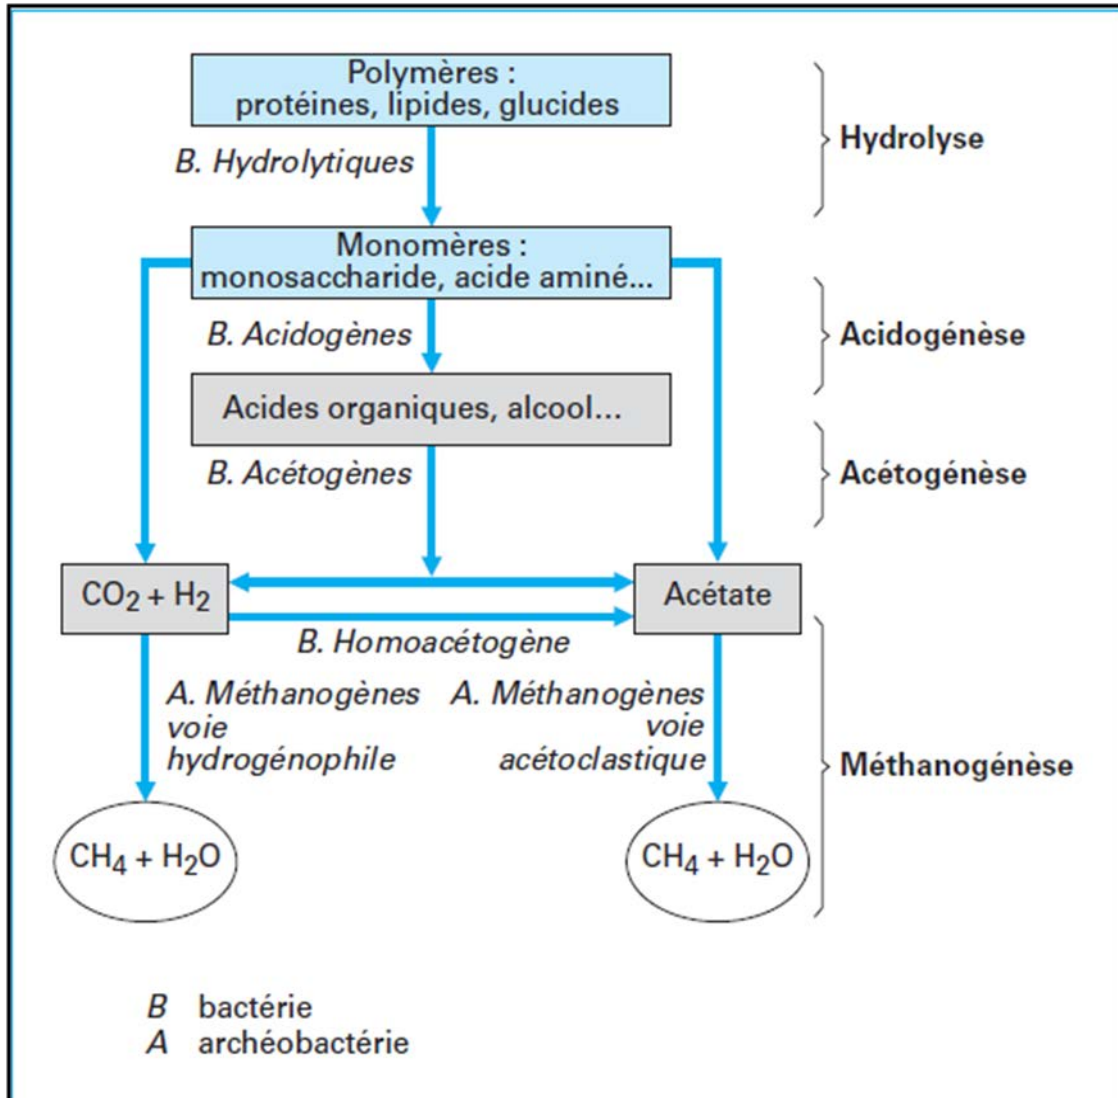 Polymères :
protéines, lipides, glucides
Hydrolyse
B. Hydrolytiques
Monomères :
monosaccharide, acide aminé...
B. Acidogènes
Acidogénèse
Acides organiques, alcool...
B. Acétogènes
Acétogénèse
CO₂ + H₂
Acétate
B. Homoacétogène
A. Méthanogènes
voie
hydrogénophile
A. Méthanogènes
voie
acétoclastique
Méthanogénèse
CH₄ + H₂O
CH₄ + H₂O
B bactérie
A archéobactérie